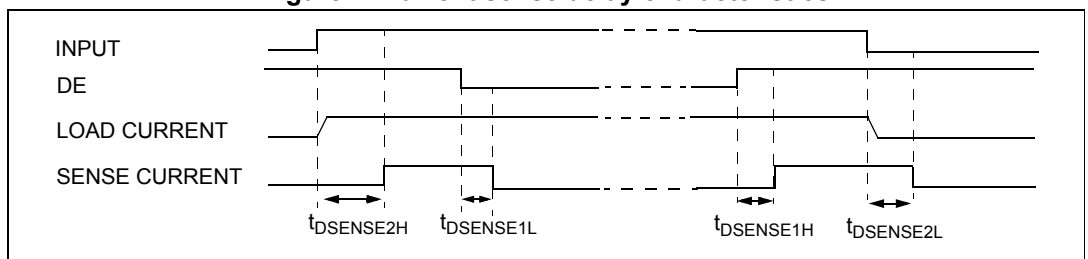 INPUT
DE
LOAD CURRENT
SENSE CURRENT
tDSENSE2H
tDSENSE1L
tDSENSE1H
tDSENSE2L